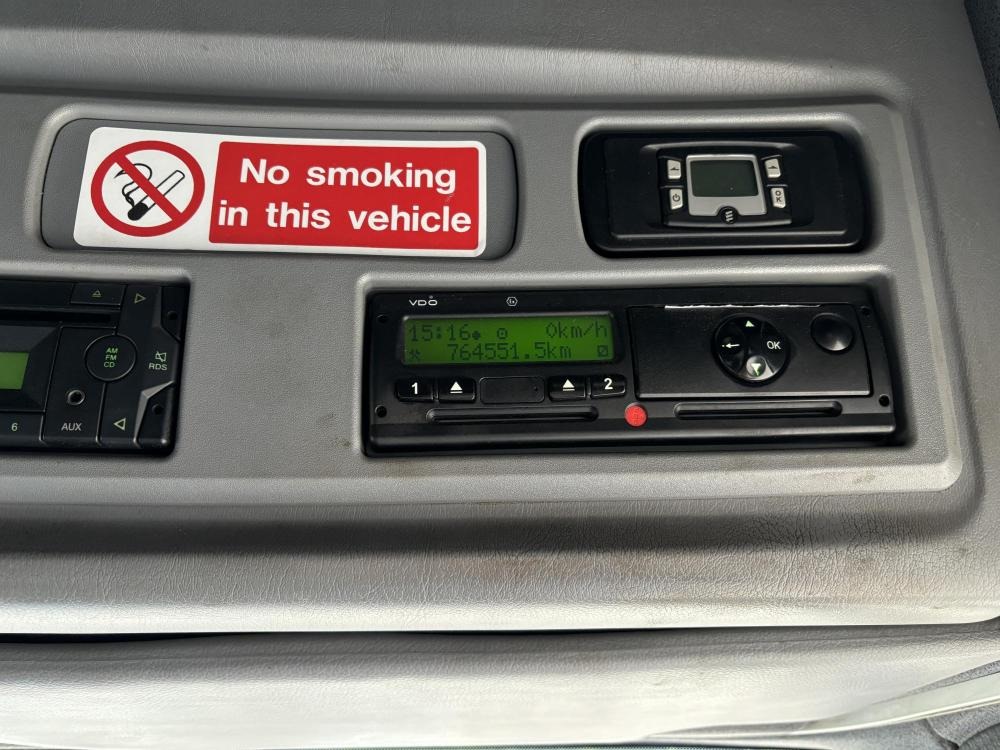 No smoking
in this vehicle
OK
VDO
15:16 0km/h
764551.5km
1
2
OK
AM
FM
CD
RDS
6
AUX